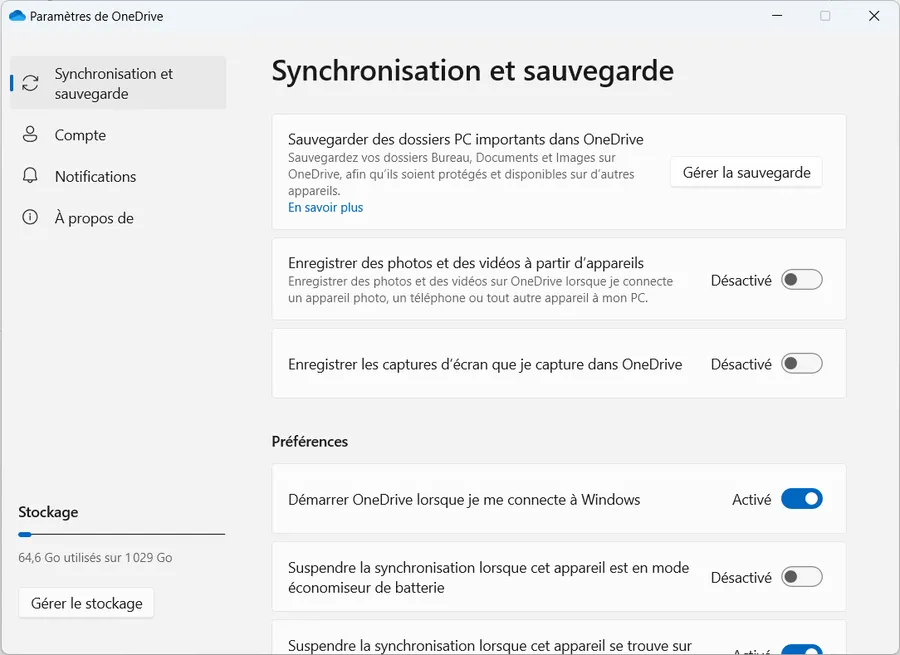 Paramètres de OneDrive
Synchronisation et
sauvegarde
Compte
Notifications
À propos de
Stockage
64,6 Go utilisés sur 1 029 Go
Gérer le stockage
Synchronisation et sauvegarde
Sauvegarder des dossiers PC importants dans OneDrive
Sauvegardez vos dossiers Bureau, Documents et Images sur
OneDrive, afin qu’ils soient protégés et disponibles sur d’autres
appareils.
En savoir plus
Gérer la sauvegarde
Enregistrer des photos et des vidéos à partir d’appareils
Enregistrer des photos et des vidéos sur OneDrive lorsque je connecte
un appareil photo, un téléphone ou tout autre appareil à mon PC.
Désactivé
Enregistrer les captures d’écran que je capture dans OneDrive
Désactivé
Préférences
Démarrer OneDrive lorsque je me connecte à Windows
Activé
Suspendre la synchronisation lorsque cet appareil est en mode
économiseur de batterie
Désactivé
Suspendre la synchronisation lorsque cet appareil se trouve sur
Activé